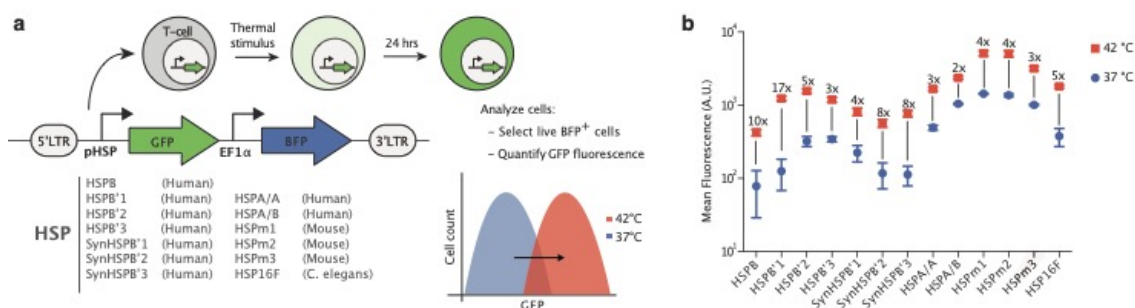 a
T-cell
Thermal
stimulus
24 hrs
5'LTR
pHSP
GFP
EF1α
BFP
3'LTR
Analyze cells:
– Select live BFP+ cells
– Quantify GFP fluorescence
HSP
HSPB (Human)
HSPB'1 (Human) HSPA/A (Human)
HSPB'2 (Human) HSPA/B (Human)
HSPB'3 (Human) HSPm1 (Mouse)
SynHSPB'1 (Human) HSPm2 (Mouse)
SynHSPB'2 (Human) HSPm3 (Mouse)
SynHSPB'3 (Human) HSP16F (C. elegans)
Cell count
GFP
42°C
37°C
b
Mean Fluorescence (A.U.)
10⁴
10³
10²
10¹
10x
17x
5x
3x
4x
8x
8x
3x
2x
4x
4x
3x
5x
42 °C
37 °C
HSPB
HSPB'1
HSPB'2
HSPB'3
SynHSPB'1
SynHSPB'2
SynHSPB'3
HSPA/A
HSPA/B
HSPm1
HSPm2
HSPm3
HSP16F